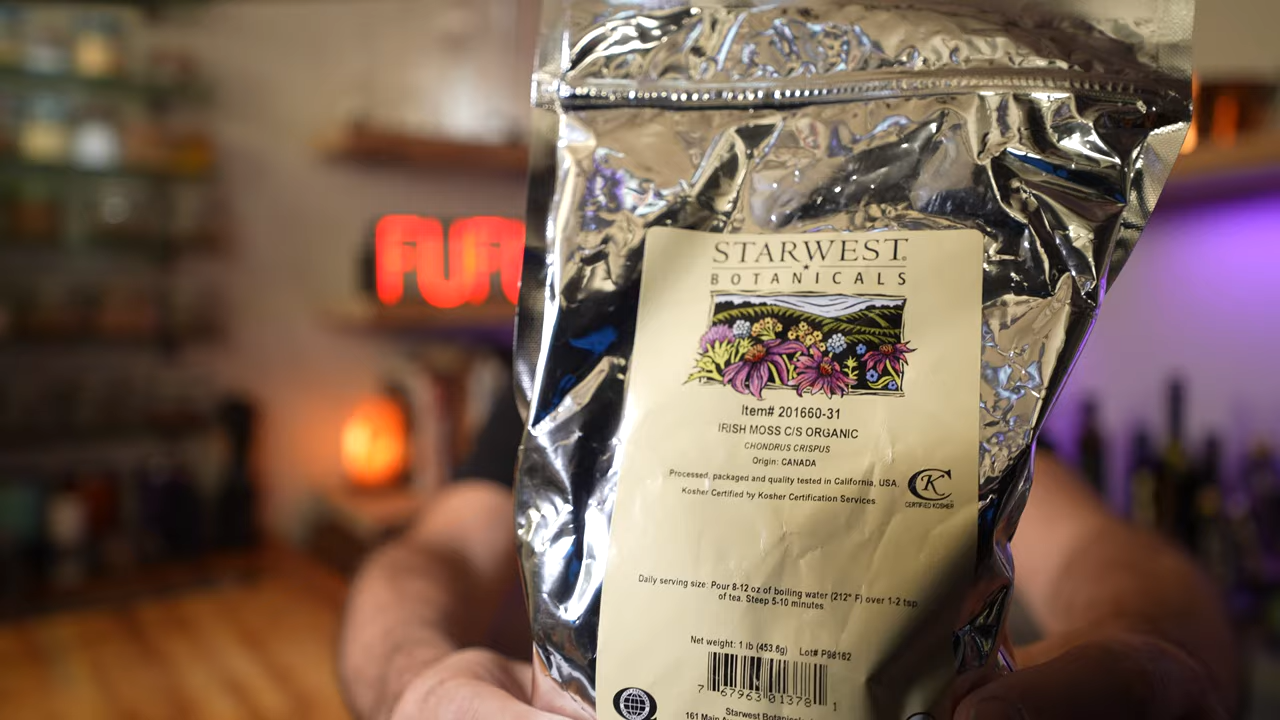 FUFU
STARWEST®
BOTANICALS
Item# 201660-31
IRISH MOSS C/S ORGANIC
CHONDRUS CRISPUS
Origin: CANADA
Processed, packaged and quality tested in California, USA.
Kosher Certified by Kosher Certification Services.
CK
CERTIFIED KOSHER
Daily serving size: Pour 8-12 oz of boiling water (212° F) over 1-2 tsp
of tea. Steep 5-10 minutes.
Net weight: 1 lb (453.6g) Lot# P98162
7 67963 01378 1
Starwest Botanicals
161 Main